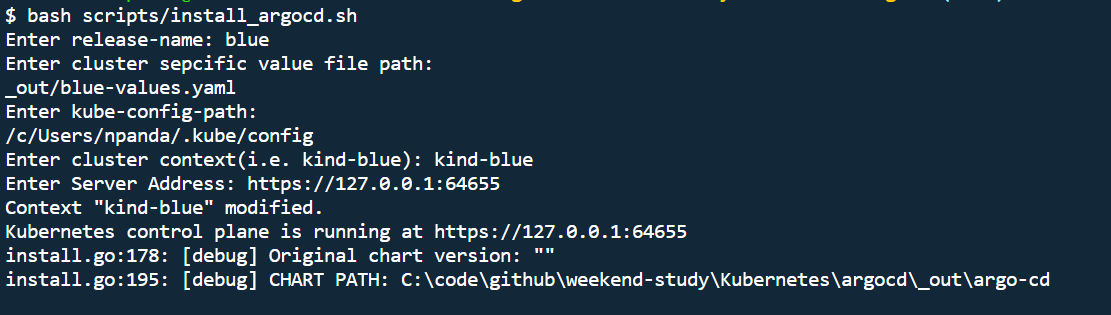 $ bash scripts/install_argocd.sh
Enter release-name: blue
Enter cluster sepcific value file path:
_out/blue-values.yaml
Enter kube-config-path:
/c/Users/npanda/.kube/config
Enter cluster context(i.e. kind-blue): kind-blue
Enter Server Address: https://127.0.0.1:64655
Context "kind-blue" modified.
Kubernetes control plane is running at https://127.0.0.1:64655
install.go:178: [debug] Original chart version: ""
install.go:195: [debug] CHART PATH: C:\code\github\weekend-study\Kubernetes\argocd\_out\argo-cd